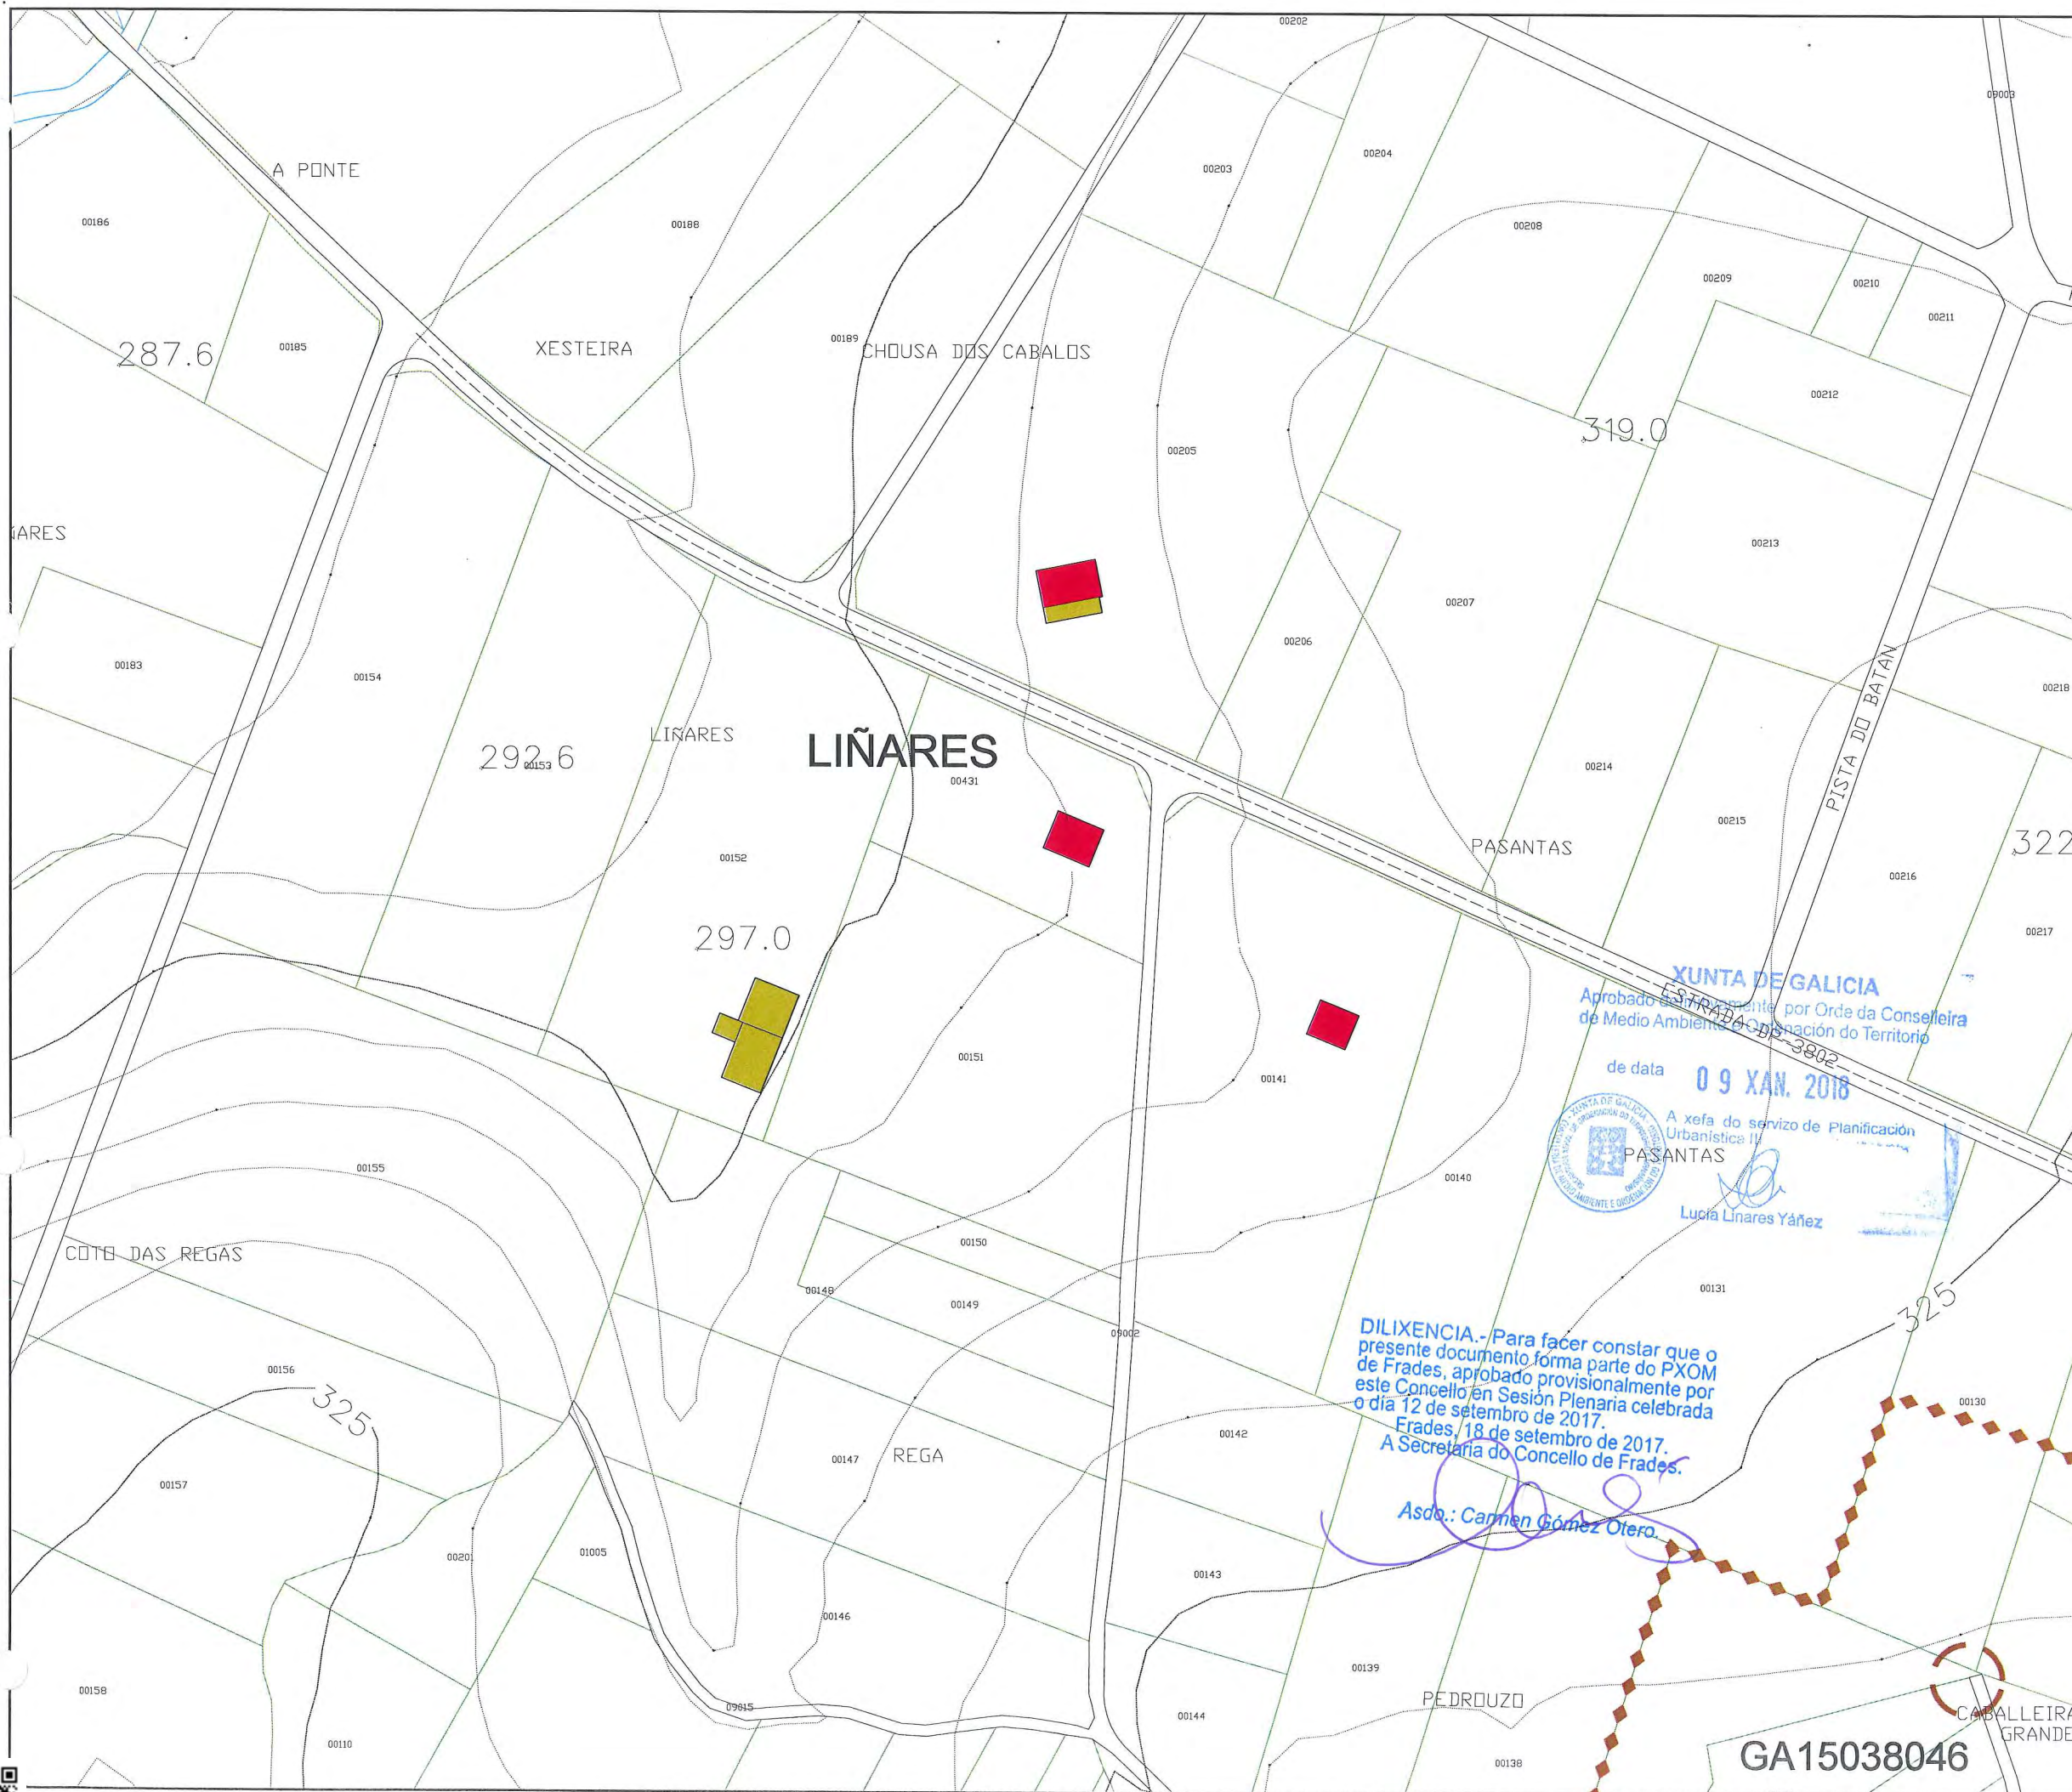 00202
09003
A PONTE
00203
00204
00186
00188
00208
00209
00210
00211
287.6
00185
XESTEIRA
00189
CHOUSA DOS CABALOS
00212
319.0
00205
ÑARES
00213
00207
00206
00183
00154
PISTA DO BATAN
00218
LIÑARES
LIÑARES
292.6
00153
00431
00214
00215
322
PASANTAS
00152
00216
297.0
00217
XUNTA DE GALICIA
Aprobado definitivamente por Orde da Conselleira
de Medio Ambiente e Ordenación do Territorio
ESTRADA DP-3802
de data 09 XAN. 2018
A xefa do servizo de Planificación
Urbanística III
PASANTAS
Lucía Linares Yáñez
00151
00141
00155
00140
COTO DAS REGAS
00150
00148
00149
00131
325
09002
DILIXENCIA.- Para facer constar que o
presente documento forma parte do PXOM
de Frades, aprobado provisionalmente por
este Concello en Sesión Plenaria celebrada
o día 12 de setembro de 2017.
Frades, 18 de setembro de 2017.
A Secretaria do Concello de Frades.
Asdo.: Carmen Gómez Otero.
00156
325
00130
00142
00147
REGA
00157
00201
01005
00143
00146
00139
PEDROUZO
00158
09015
00144
CABALLEIRA
GRANDE
00110
00138
GA15038046